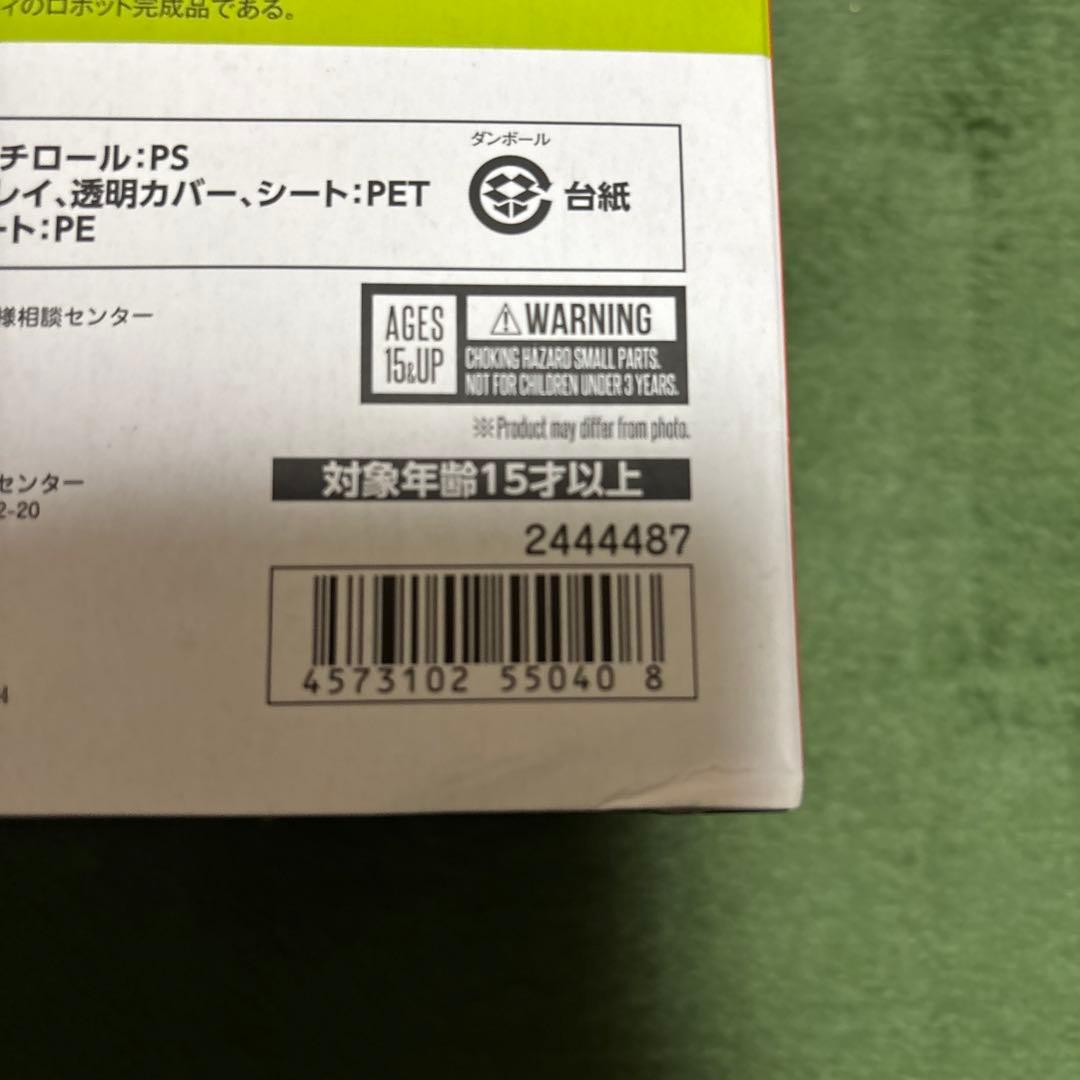 ィのロボット完成品である。
チロール：PS
レイ、透明カバー、シート：PET
ート：PE
ダンボール
台紙
様相談センター
AGES
15&UP
⚠WARNING
CHOKING HAZARD SMALL PARTS.
NOT FOR CHILDREN UNDER 3 YEARS.
※Product may differ from photo.
センター
2-20
対象年齢15才以上
2444487
4573102 55040 8